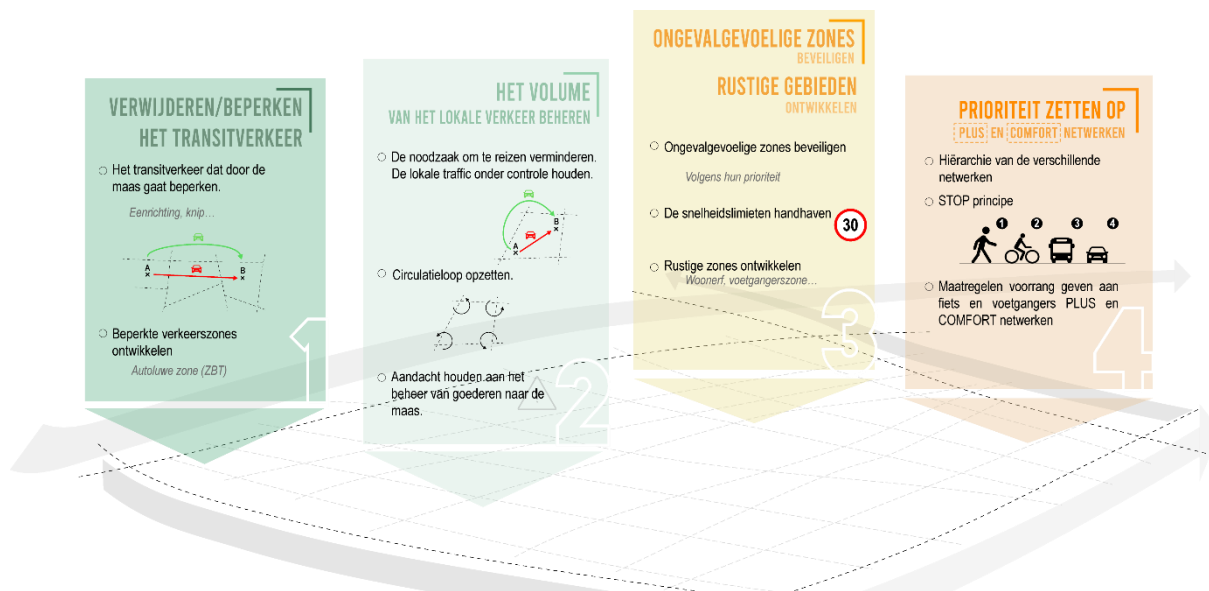 VERWIJDEREN/BEPERKEN
HET TRANSITVERKEER
Het transitverkeer dat door de
maas gaat beperken.
Eenrichting, knip…
A
B
Beperkte verkeerszones
ontwikkelen
Autoluwe zone (ZBT)
1
HET VOLUME
VAN HET LOKALE VERKEER BEHEREN
De noodzaak om te reizen verminderen.
De lokale traffic onder controle houden.
A
B
Circulatieloop opzetten.
Aandacht houden aan het
beheer van goederen naar de
maas.
2
ONGEVALGEVOELIGE ZONES
BEVEILIGEN
RUSTIGE GEBIEDEN
ONTWIKKELEN
Ongevalgevoelige zones beveiligen
Volgens hun prioriteit
De snelheidslimieten handhaven
30
Rustige zones ontwikkelen
Woonerf, voetgangerszone…
3
PRIORITEIT ZETTEN OP
PLUS EN COMFORT NETWERKEN
Hiërarchie van de verschillende
netwerken
STOP principe
1 2 3 4
Maatregelen voorrang geven aan
fiets en voetgangers PLUS en
COMFORT netwerken
4